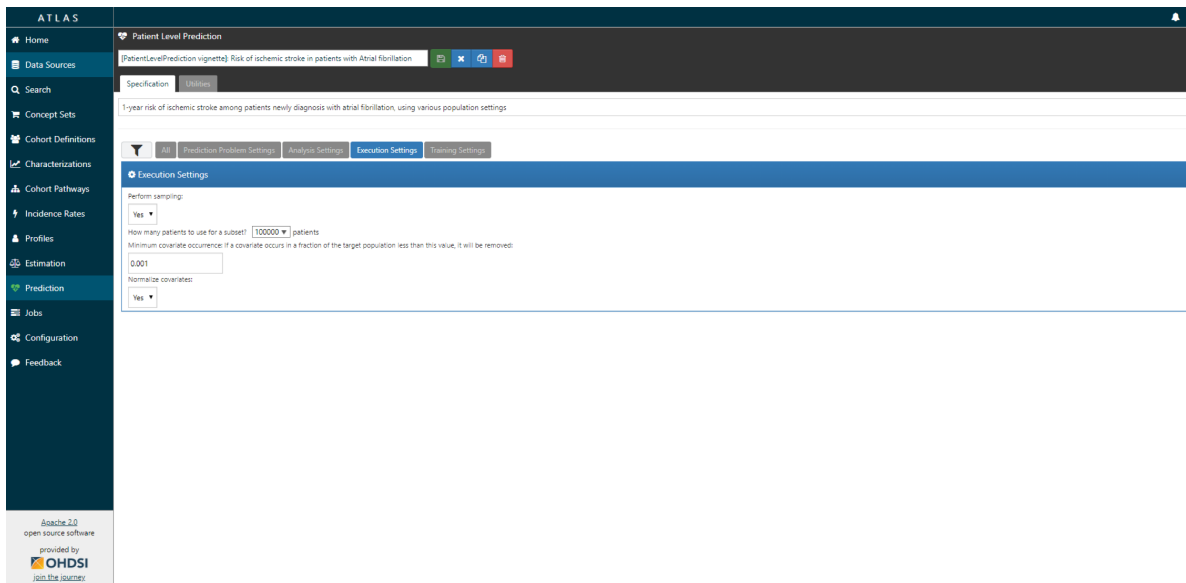 ATLAS
Home
Data Sources
Search
Concept Sets
Cohort Definitions
Characterizations
Cohort Pathways
Incidence Rates
Profiles
Estimation
Prediction
Jobs
Configuration
Feedback
Apache 2.0
open source software
provided by
OHDSI
join the journey
Patient Level Prediction
[PatientLevelPrediction vignette]: Risk of ischemic stroke in patients with Atrial fibrillation
Specification Utilities
1-year risk of ischemic stroke among patients newly diagnosis with atrial fibrillation, using various population settings.
All Prediction Problem Settings Analysis Settings Execution Settings Training Settings
Execution Settings
Perform sampling:
Yes
How many patients to use for a subset? 100000 patients
Minimum covariate occurrence: If a covariate occurs in a fraction of the target population less than this value, it will be removed:
0.001
Normalize covariates:
Yes